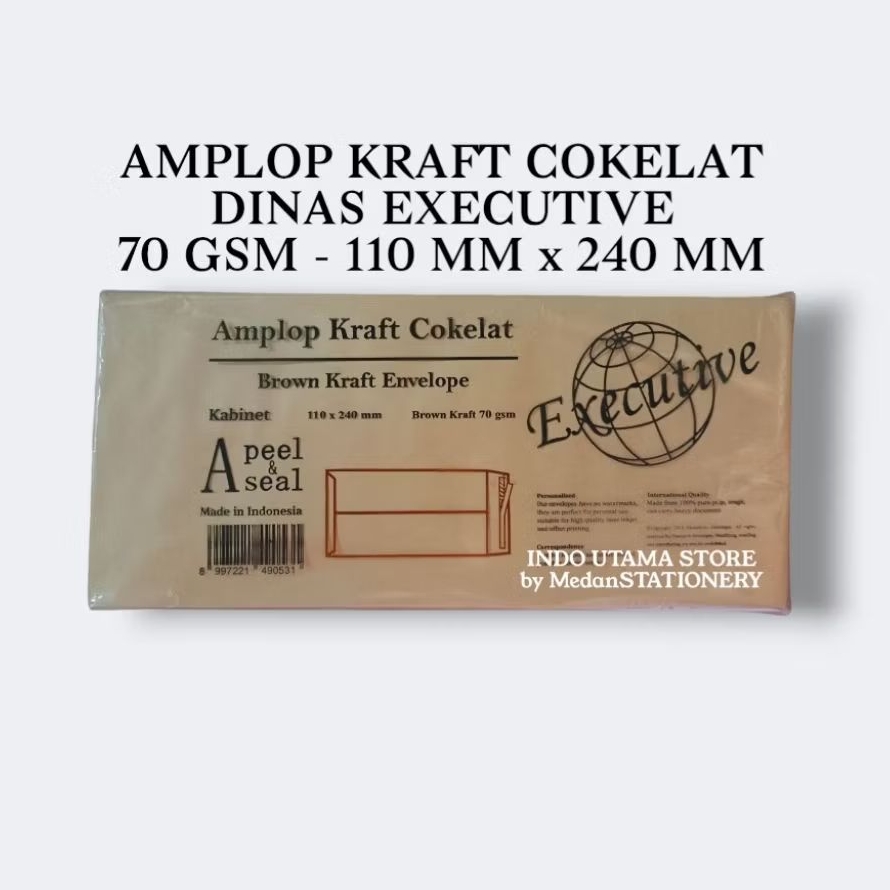 AMPLOP KRAFT COKELAT
DINAS EXECUTIVE
70 GSM - 110 MM x 240 MM
Amplop Kraft Cokelat
Brown Kraft Envelope
Kabinet 110 x 240 mm Brown Kraft 70 gsm
Executive
A peel
&
seal
Made in Indonesia
8 997221 490531
Personalised
International Quality
Correspondence
INDO UTAMA STORE
by MedanSTATIONERY